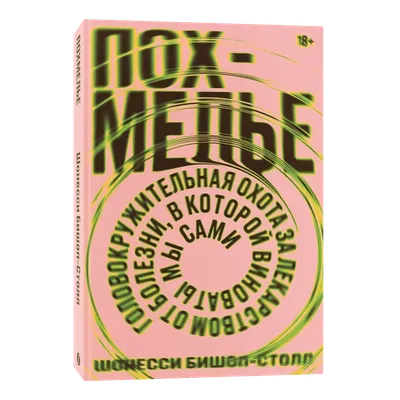 18+
ПОХ-
МЕЛЬЕ
ГОЛОВОКРУЖИТЕЛЬНАЯ ОХОТА ЗА ЛЕКАРСТВОМ ОТ БОЛЕЗНИ, В КОТОРОЙ ВИНОВАТЫ МЫ САМИ
ШОНЕССИ БИШОП-СТОЛЛ
ПОХМЕЛЬЕ
Шонесси Бишоп-Столл